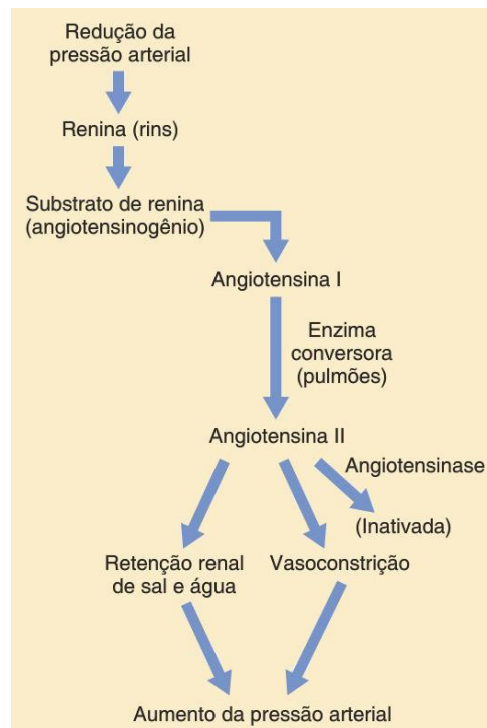 Redução da
pressão arterial
Renina (rins)
Substrato de renina
(angiotensinogênio)
Angiotensina I
Enzima
conversora
(pulmões)
Angiotensina II
Angiotensinase
(Inativada)
Retenção renal
de sal e água
Vasoconstrição
Aumento da pressão arterial